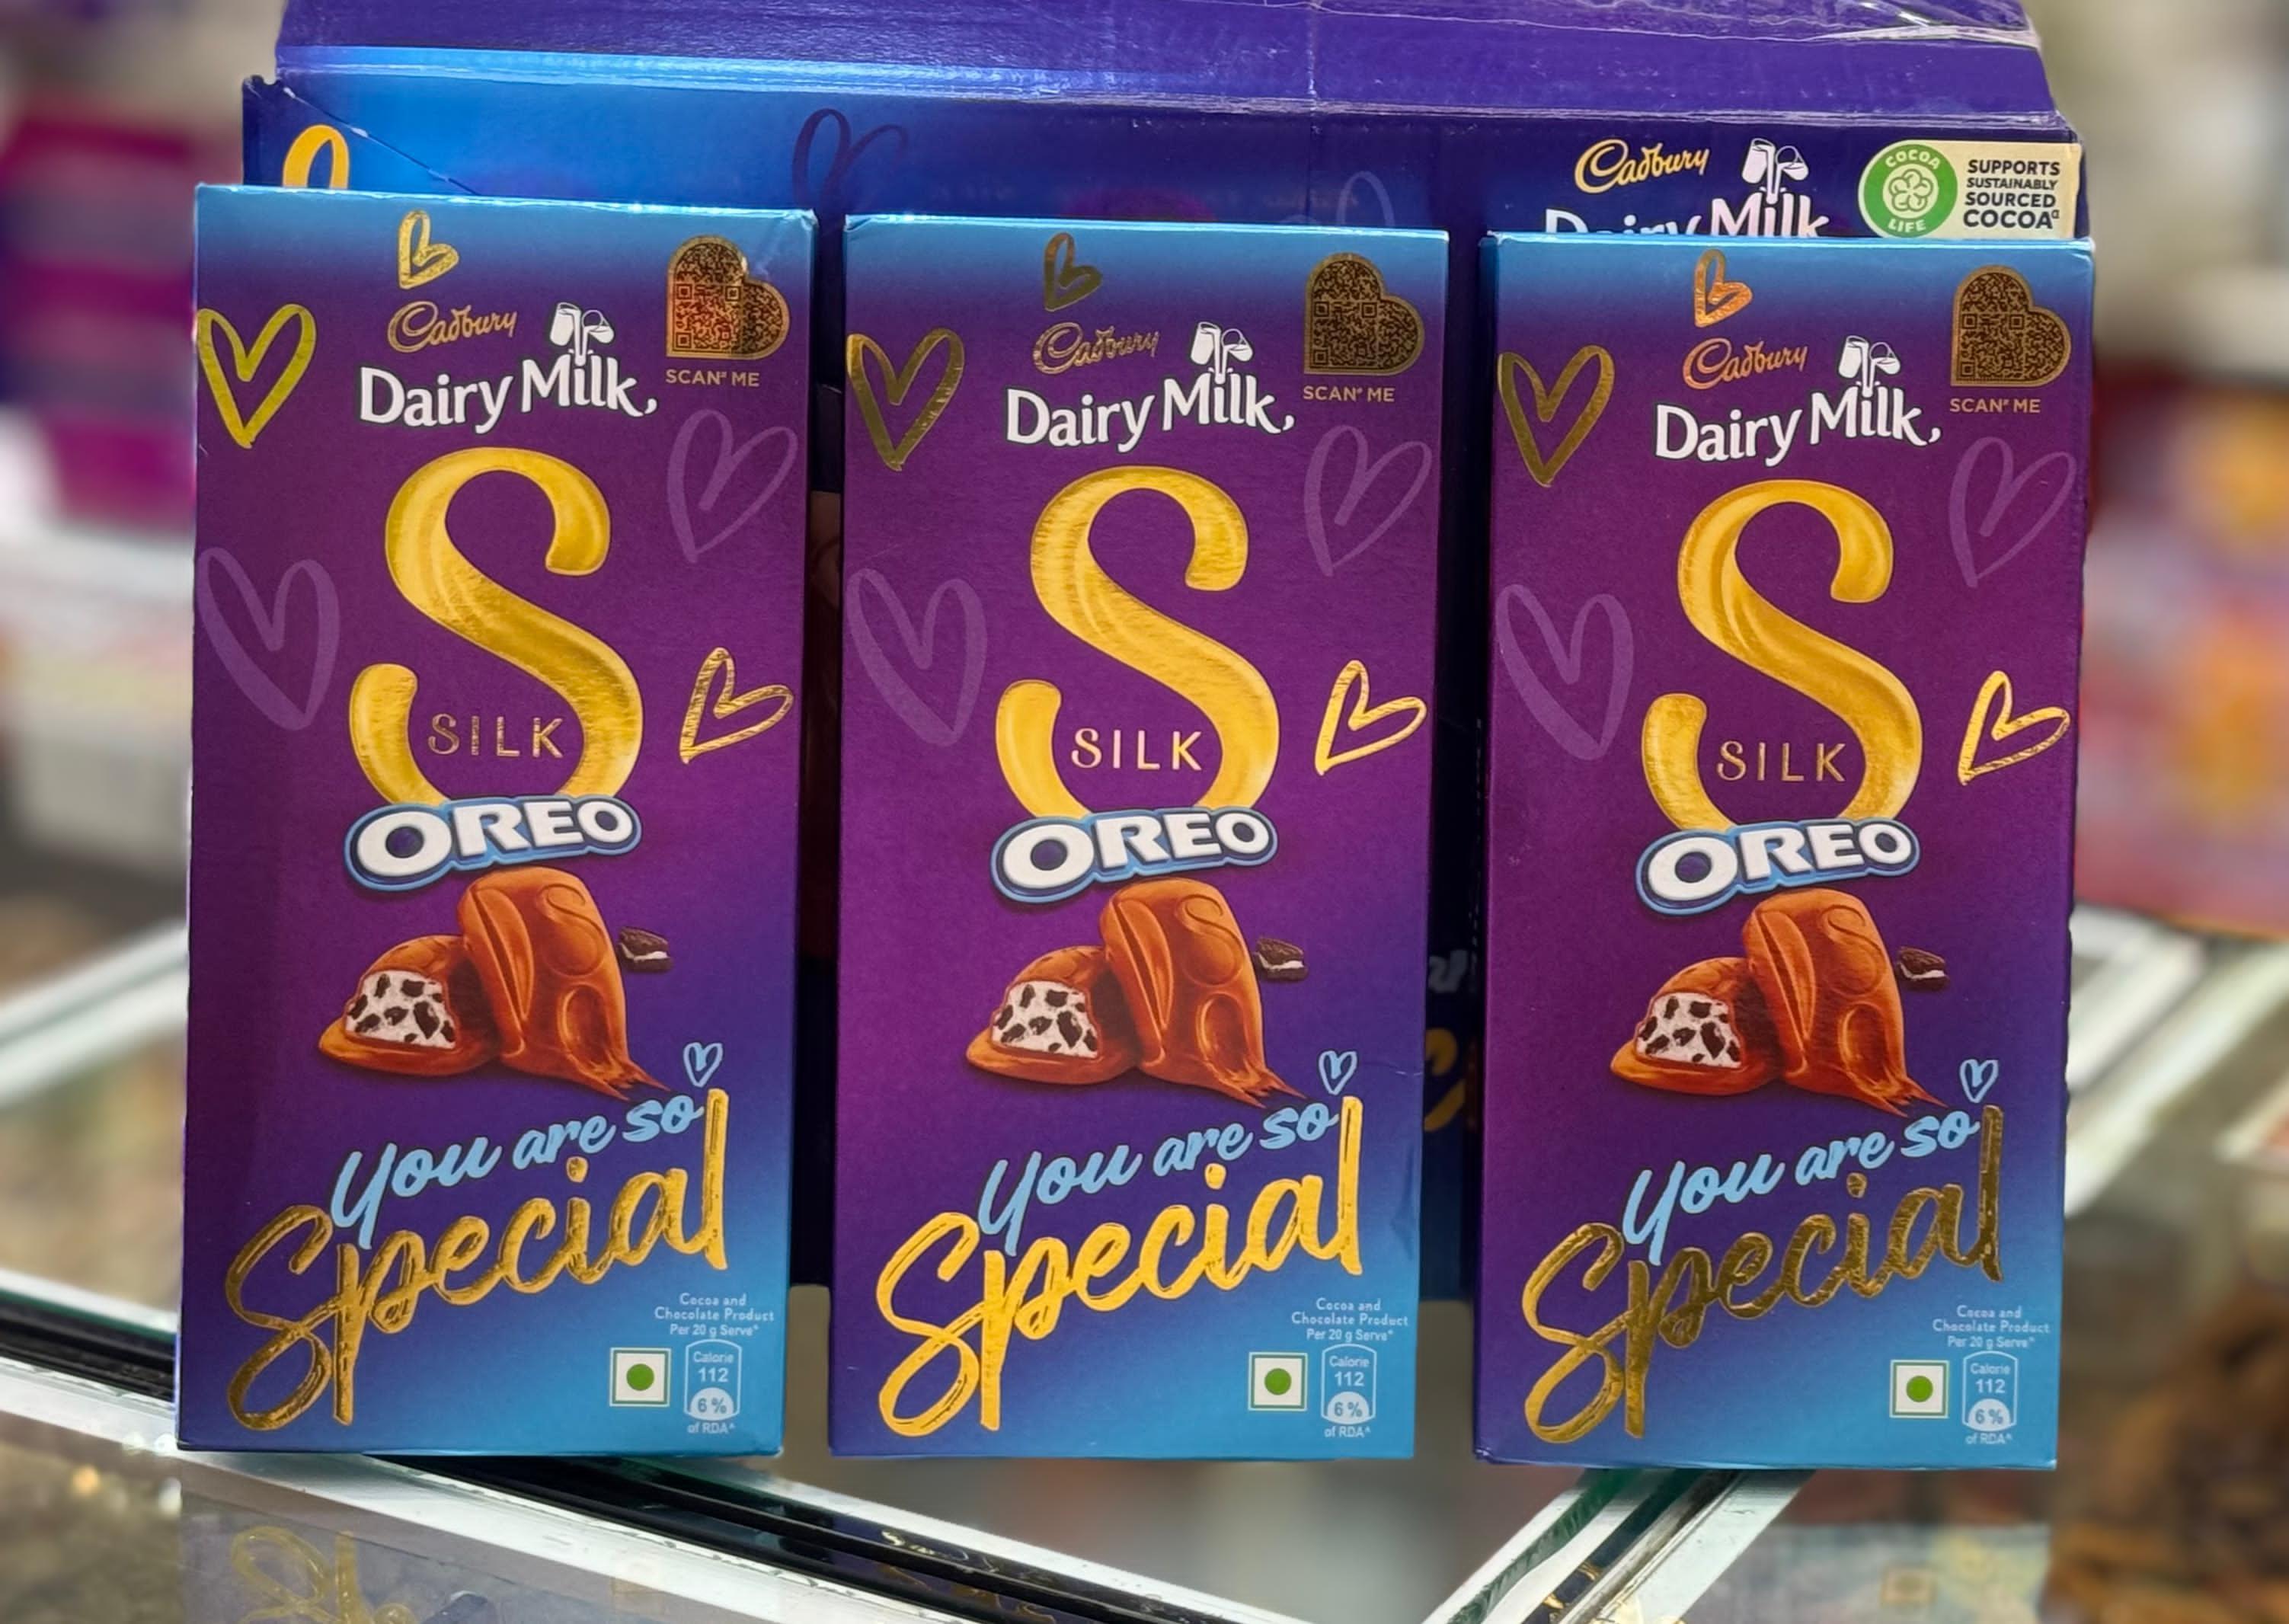 Cadbury
Dairy Milk
COCOA LIFE
SUPPORTS
SUSTAINABLY
SOURCED
COCOA
Cadbury
Dairy Milk
SCAN# ME
S
SILK
OREO
You are so
Special
Cocoa and
Chocolate Product
Per 20 g Serve*
Calorie
112
6 %
of RDA^
Cadbury
Dairy Milk
SCAN# ME
S
SILK
OREO
You are so
Special
Cocoa and
Chocolate Product
Per 20 g Serve*
Calorie
112
6 %
of RDA^
Cadbury
Dairy Milk
SCAN# ME
S
SILK
OREO
You are so
Special
Cocoa and
Chocolate Product
Per 20 g Serve*
Calorie
112
6 %
of RDA^